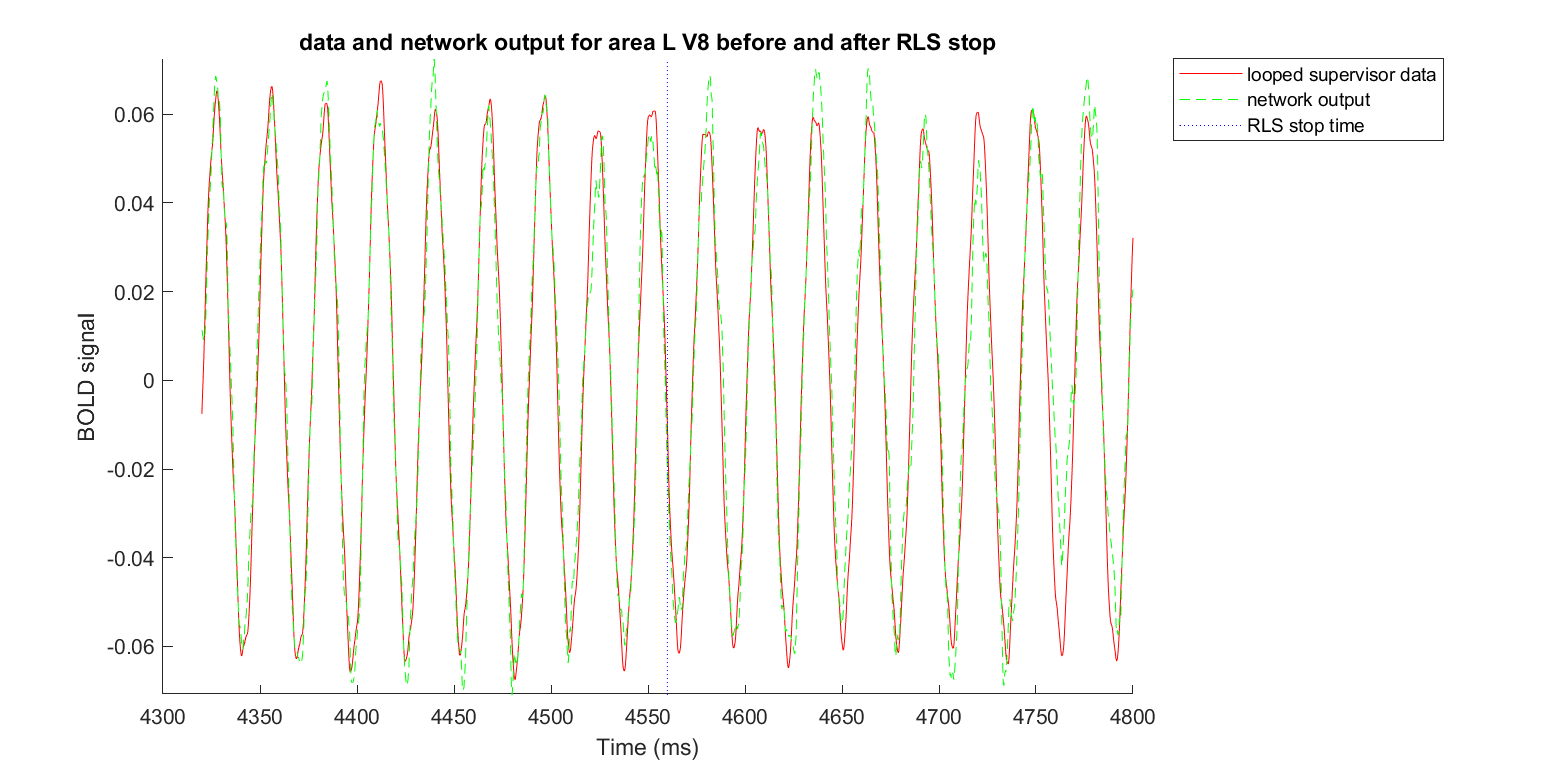 data and network output for area L V8 before and after RLS stop
looped supervisor data
network output
RLS stop time
0.06
0.04
0.02
0
-0.02
-0.04
-0.06
BOLD signal
4300 4350 4400 4450 4500 4550 4600 4650 4700 4750 4800
Time (ms)